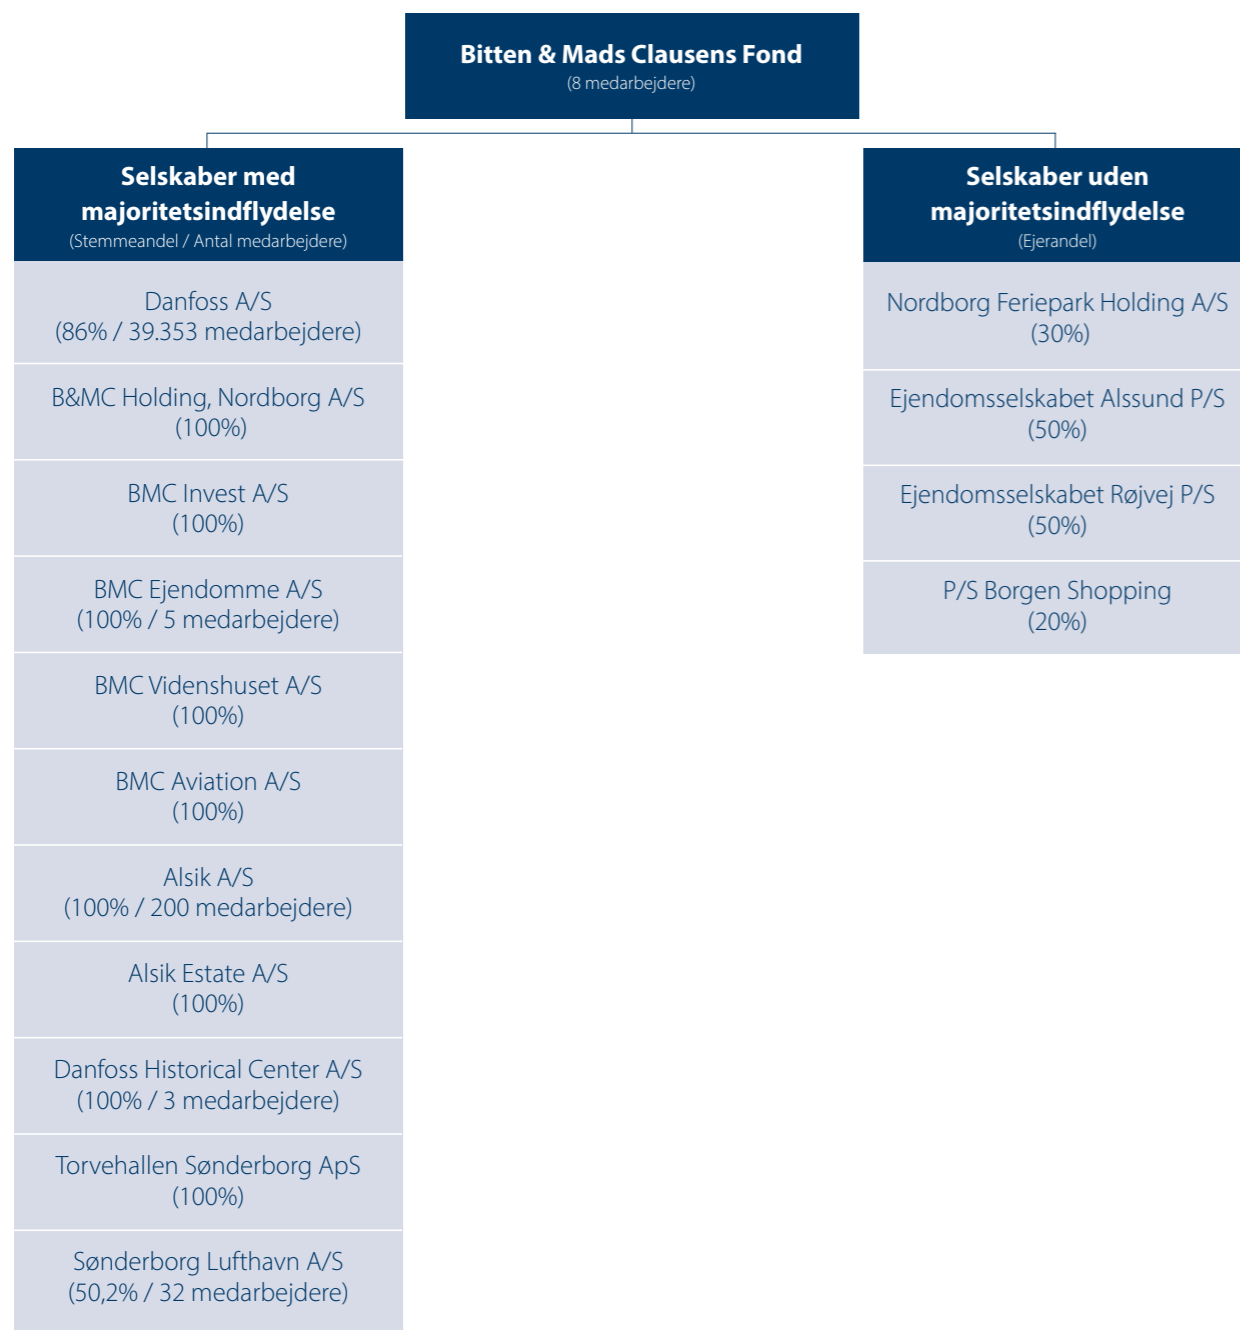 Bitten & Mads Clausens Fond
(8 medarbejdere)
Selskaber med
majoritetsindflydelse
(Stemmeandel / Antal medarbejdere)
Danfoss A/S
(86% / 39.353 medarbejdere)
B&MC Holding, Nordborg A/S
(100%)
BMC Invest A/S
(100%)
BMC Ejendomme A/S
(100% / 5 medarbejdere)
BMC Videnshuset A/S
(100%)
BMC Aviation A/S
(100%)
Alsik A/S
(100% / 200 medarbejdere)
Alsik Estate A/S
(100%)
Danfoss Historical Center A/S
(100% / 3 medarbejdere)
Torvehallen Sønderborg ApS
(100%)
Sønderborg Lufthavn A/S
(50,2% / 32 medarbejdere)
Selskaber uden
majoritetsindflydelse
(Ejerandel)
Nordborg Feriepark Holding A/S
(30%)
Ejendomsselskabet Alssund P/S
(50%)
Ejendomsselskabet Røjvej P/S
(50%)
P/S Borgen Shopping
(20%)